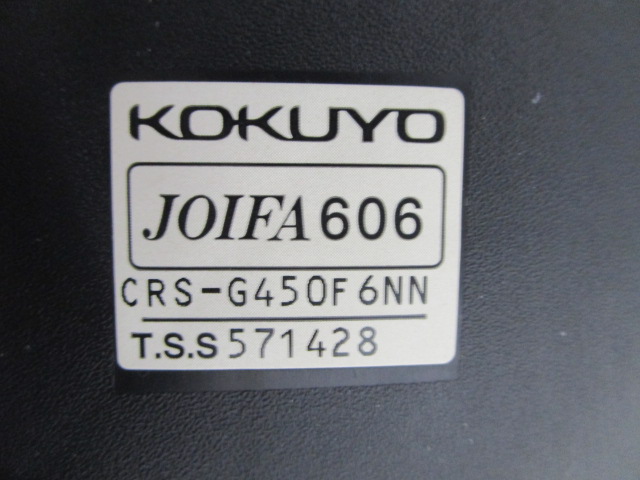 KOKUYO
JOIFA 606
CRS-G450F6NN
T.S.S 571428